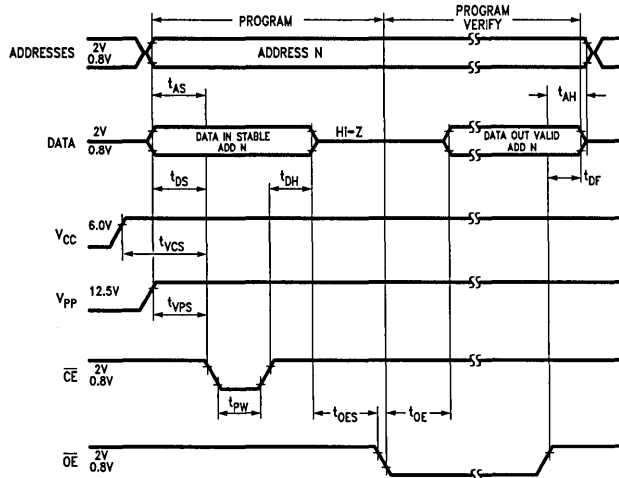 PROGRAM
PROGRAM
VERIFY
ADDRESSES
2V
0.8V
ADDRESS N
tAS
tAH
DATA
2V
0.8V
DATA IN STABLE
ADD N
Hi-Z
DATA OUT VALID
ADD N
tDS
tDH
tDF
VCC
6.0V
tVCS
VPP
12.5V
tVPS
CE
2V
0.8V
tPW
tOES
tOE
OE
2V
0.8V